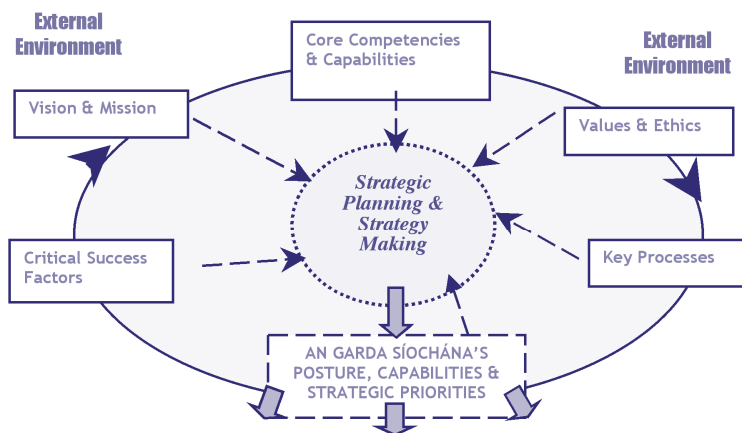 External
Environment
Core Competencies
& Capabilities
External
Environment
Vision & Mission
Values & Ethics
Strategic
Planning &
Strategy
Making
Critical Success
Factors
Key Processes
AN GARDA SÍOCHÁNA’S
POSTURE, CAPABILITIES &
STRATEGIC PRIORITIES